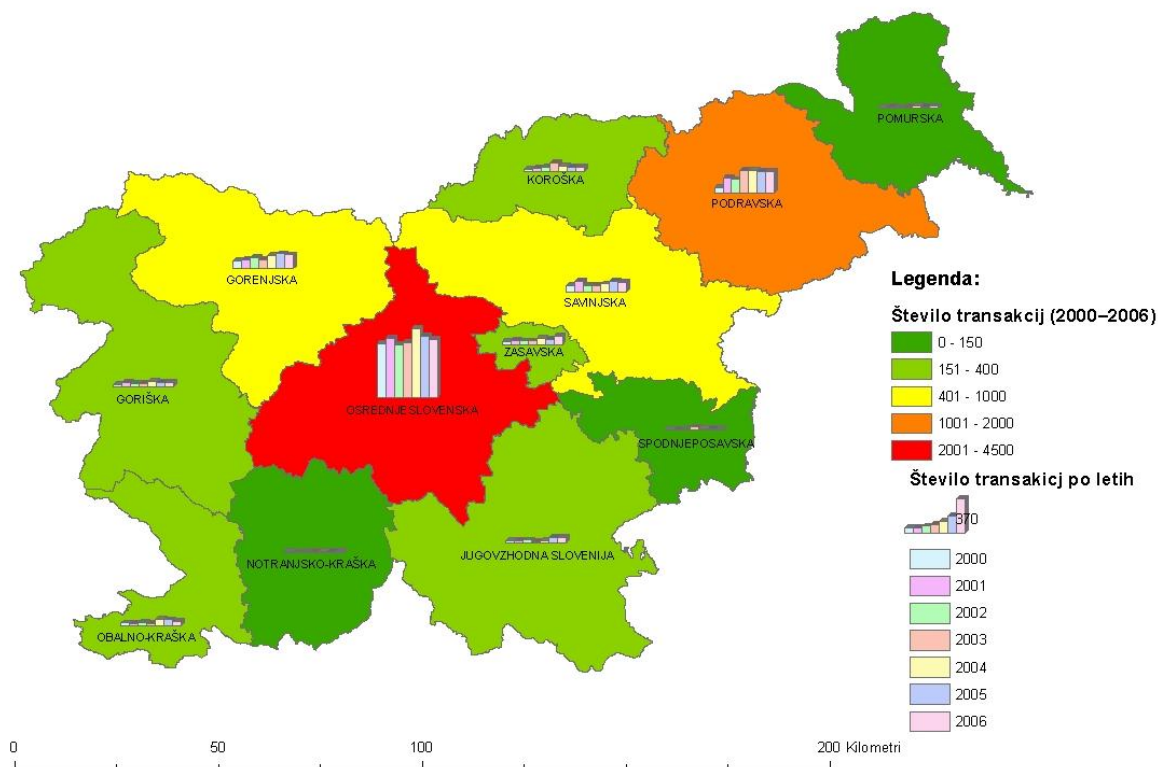 POMURSKA
KOROŠKA
PODRAVSKA
GORENJSKA
SAVINJSKA
ZASAVSKA
GORIŠKA
OSREDNJESLOVENSKA
SPODNJEPOSAVSKA
JUGOVZHODNA SLOVENIJA
NOTRANJSKO-KRAŠKA
OBALNO-KRAŠKA
Legenda:
Število transakcij (2000–2006)
0 - 150
151 - 400
401 - 1000
1001 - 2000
2001 - 4500
Število transakicj po letih
370
2000
2001
2002
2003
2004
2005
2006
0 50 100 200 Kilometri